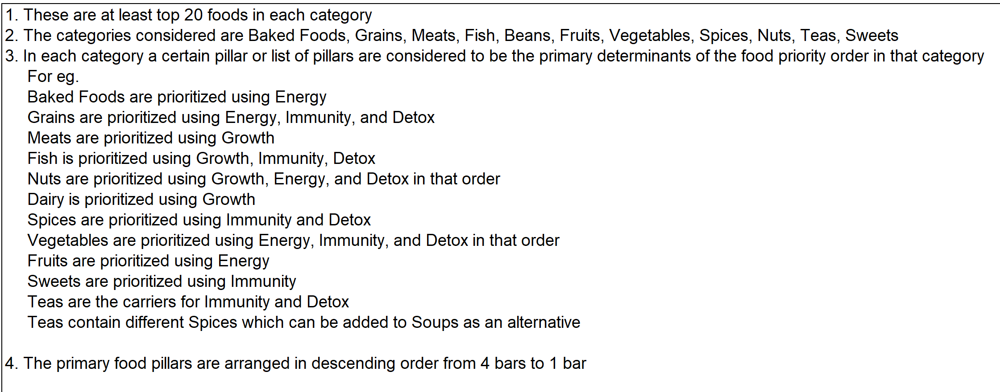 1. These are at least top 20 foods in each category
2. The categories considered are Baked Foods, Grains, Meats, Fish, Beans, Fruits, Vegetables, Spices, Nuts, Teas, Sweets
3. In each category a certain pillar or list of pillars are considered to be the primary determinants of the food priority order in that category
For eg.
Baked Foods are prioritized using Energy
Grains are prioritized using Energy, Immunity, and Detox
Meats are prioritized using Growth
Fish is prioritized using Growth, Immunity, Detox
Nuts are prioritized using Growth, Energy, and Detox in that order
Dairy is prioritized using Growth
Spices are prioritized using Immunity and Detox
Vegetables are prioritized using Energy, Immunity, and Detox in that order
Fruits are prioritized using Energy
Sweets are prioritized using Immunity
Teas are the carriers for Immunity and Detox
Teas contain different Spices which can be added to Soups as an alternative
4. The primary food pillars are arranged in descending order from 4 bars to 1 bar